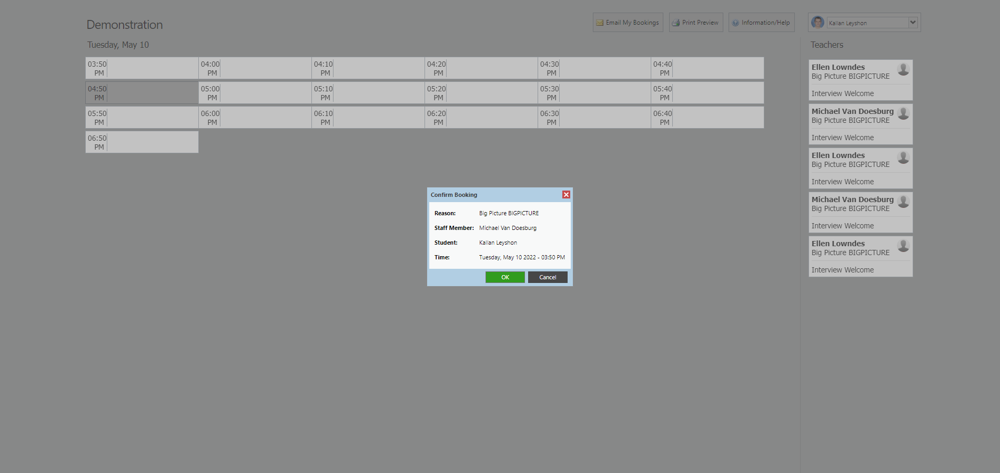 Demonstration
Email My Bookings
Print Preview
Information/Help
Kallan Leyshon
Tuesday, May 10
03:50 PM
04:00 PM
04:10 PM
04:20 PM
04:30 PM
04:40 PM
04:50 PM
05:00 PM
05:10 PM
05:20 PM
05:30 PM
05:40 PM
05:50 PM
06:00 PM
06:10 PM
06:20 PM
06:30 PM
06:40 PM
06:50 PM
Teachers
Ellen Lowndes
Big Picture BIGPICTURE
Interview Welcome
Michael Van Doesburg
Big Picture BIGPICTURE
Interview Welcome
Ellen Lowndes
Big Picture BIGPICTURE
Interview Welcome
Michael Van Doesburg
Big Picture BIGPICTURE
Interview Welcome
Ellen Lowndes
Big Picture BIGPICTURE
Interview Welcome
Confirm Booking
Reason: Big Picture BIGPICTURE
Staff Member: Michael Van Doesburg
Student: Kallan Leyshon
Time: Tuesday, May 10 2022 - 03:50 PM
OK
Cancel